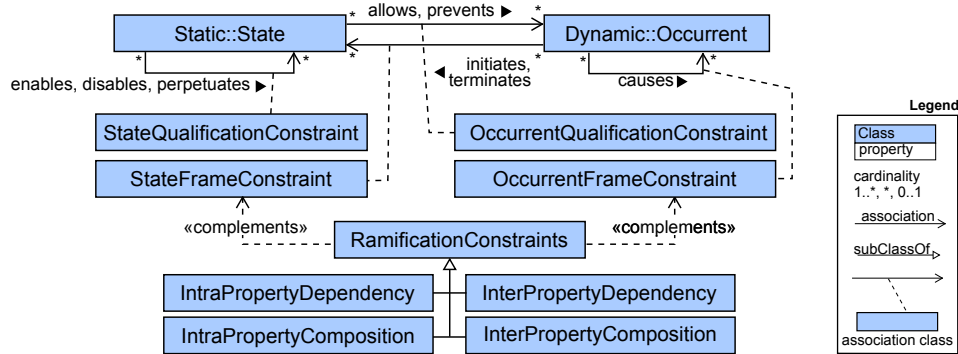 * allows, prevents ▶ *
Static::State
Dynamic::Occurrent
* *
* *
initiates,
◀ terminates
* *
enables, disables, perpetuates ▶
causes ▶
StateQualificationConstraint
OccurrentQualificationConstraint
StateFrameConstraint
OccurrentFrameConstraint
«complements»
«complements»
RamificationConstraints
IntraPropertyDependency
InterPropertyDependency
IntraPropertyComposition
InterPropertyComposition
Legend
Class
property
cardinality
1..*, *, 0..1
association
subClassOf
association class